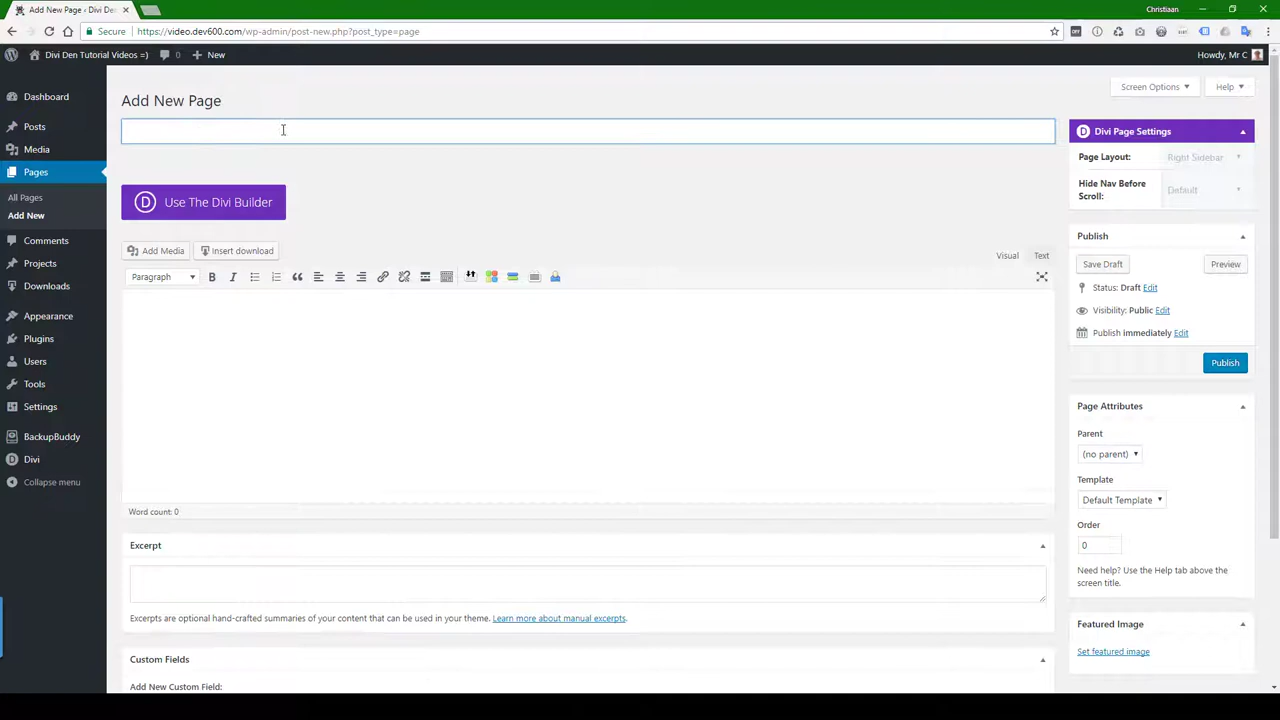 Add New Page ‹ Divi De
Christiaan
Secure
https://video.dev600.com/wp-admin/post-new.php?post_type=page
Divi Den Tutorial Videos =)
0
New
Howdy, Mr C
Dashboard
Posts
Media
Pages
All Pages
Add New
Comments
Projects
Downloads
Appearance
Plugins
Users
Tools
Settings
BackupBuddy
Divi
Collapse menu
Screen Options
Help
Add New Page
Use The Divi Builder
Add Media
Insert download
Visual
Text
Paragraph
Word count: 0
Excerpt
Excerpts are optional hand-crafted summaries of your content that can be used in your theme. Learn more about manual excerpts.
Custom Fields
Add New Custom Field:
Divi Page Settings
Page Layout:
Right Sidebar
Hide Nav Before
Scroll:
Default
Publish
Save Draft
Preview
Status: Draft Edit
Visibility: Public Edit
Publish immediately Edit
Publish
Page Attributes
Parent
(no parent)
Template
Default Template
Order
0
Need help? Use the Help tab above the
screen title.
Featured Image
Set featured image